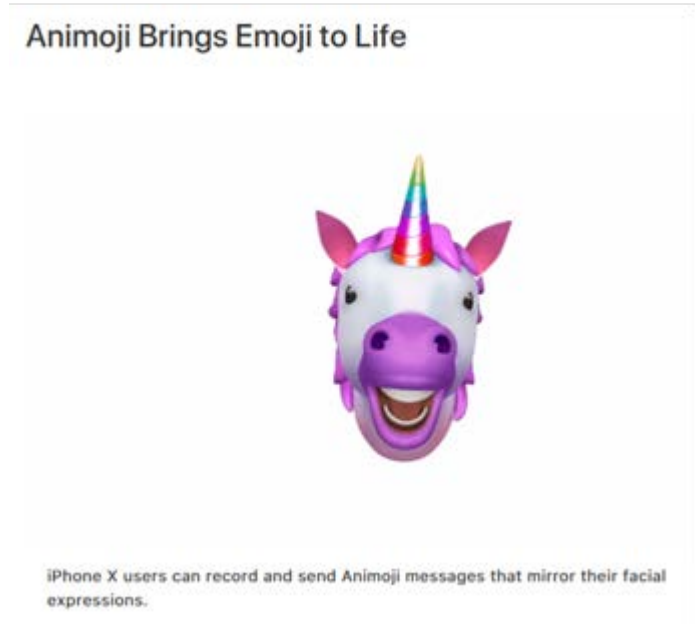 Animoji Brings Emoji to Life
iPhone X users can record and send Animoji messages that mirror their facial
expressions.